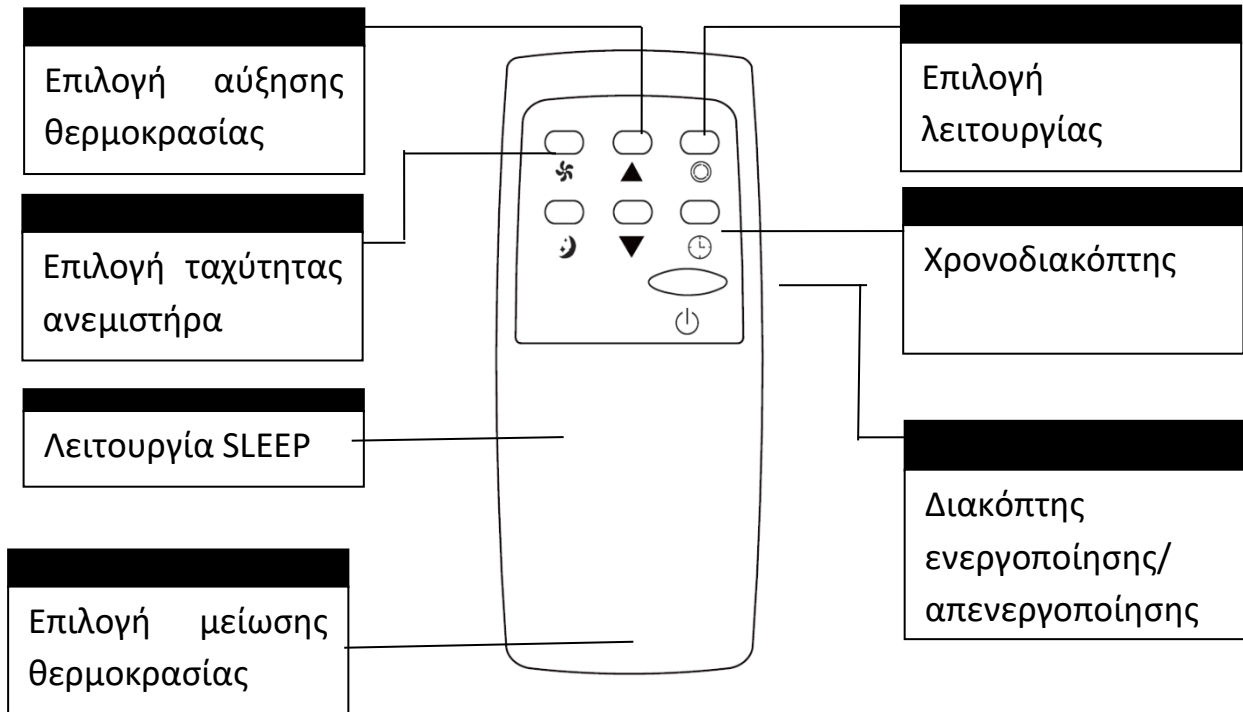 Επιλογή αύξησης
θερμοκρασίας
Επιλογή ταχύτητας
ανεμιστήρα
Λειτουργία SLEEP
Επιλογή μείωσης
θερμοκρασίας
Επιλογή
λειτουργίας
Χρονοδιακόπτης
Διακόπτης
ενεργοποίησης/
απενεργοποίησης